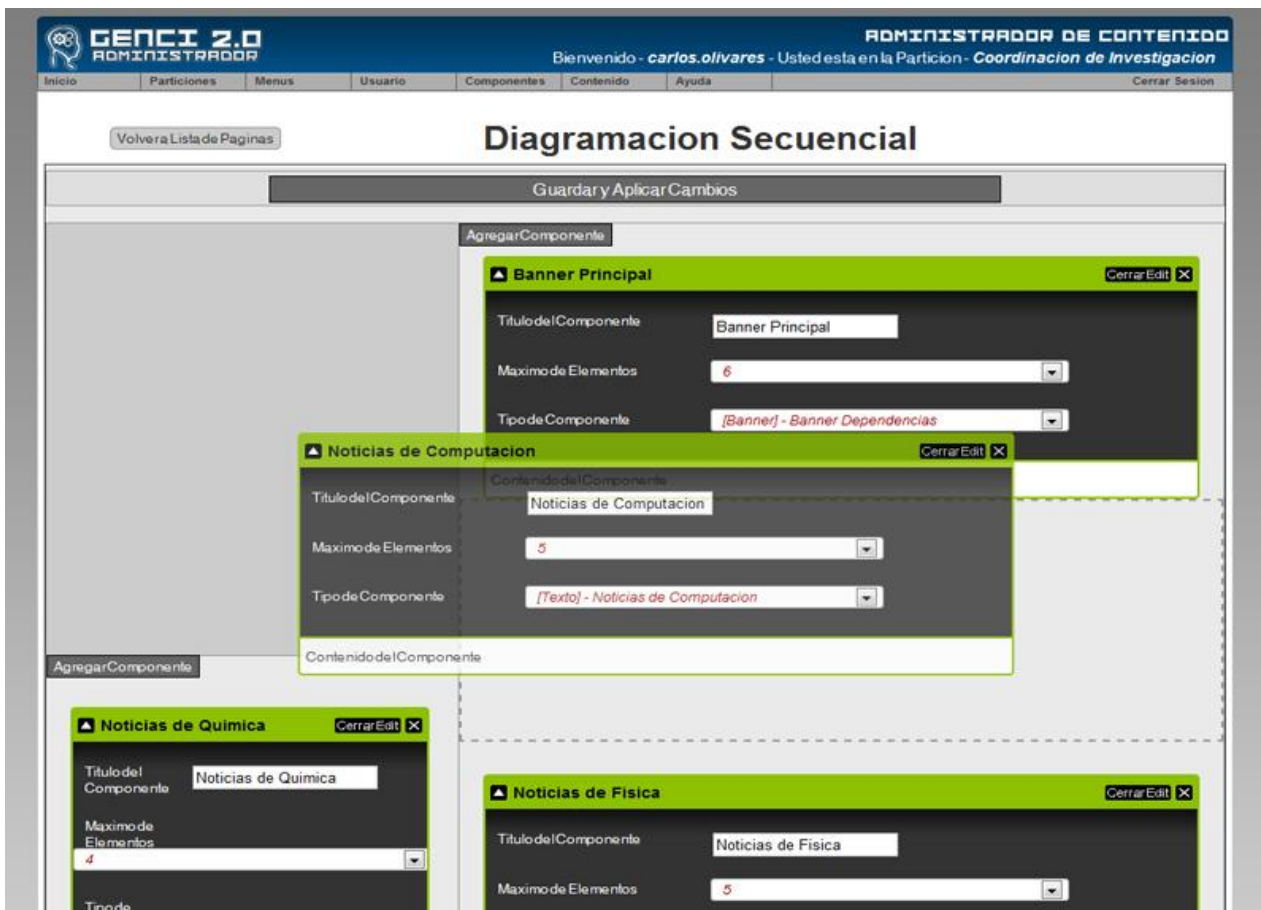 GENCI 2.0
ADMINISTRADOR
ADMINISTRADOR DE CONTENIDO
Bienvenido - carlos.olivares - Usted esta en la Particion - Coordinacion de Investigacion
Inicio Particiones Menus Usuario Componentes Contenido Ayuda Cerrar Sesion
Volver a Lista de Paginas
Diagramacion Secuencial
Guardar y Aplicar Cambios
Agregar Componente
Banner Principal Cerrar Edit X
Titulo del Componente Banner Principal
Maximo de Elementos 6
Tipo de Componente [Banner] - Banner Dependencias
Contenido del Componente
Noticias de Computacion Cerrar Edit X
Titulo del Componente Noticias de Computacion
Maximo de Elementos 5
Tipo de Componente [Texto] - Noticias de Computacion
Contenido del Componente
Agregar Componente
Noticias de Quimica Cerrar Edit X
Titulo del
Componente Noticias de Quimica
Maximo de
Elementos
4
Tipo de
Noticias de Fisica Cerrar Edit X
Titulo del Componente Noticias de Fisica
Maximo de Elementos 5